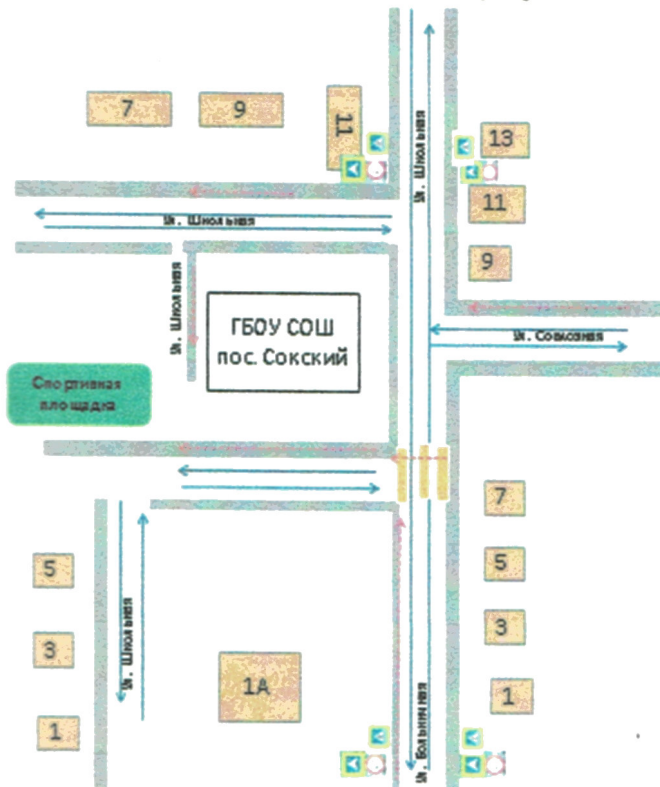 7
9
11
13
ул. Школьная
ул. Школьная
11
9
ул. Школьная
ГБОУ СОШ
пос. Сокский
ул. Совхозная
Спортивная
площадка
7
5
5
3
3
1А
1
1
ул. Школьная
ул. Больничная